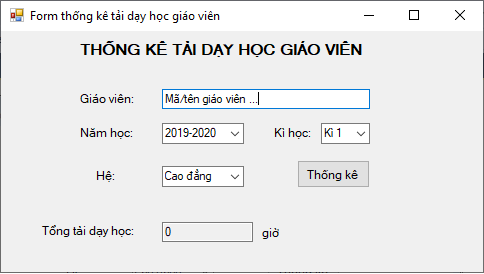 Form thống kê tải dạy học giáo viên
THỐNG KÊ TẢI DẠY HỌC GIÁO VIÊN
Giáo viên: Mã/tên giáo viên ...
Năm học: 2019-2020 Kì học: Kì 1
Hệ: Cao đẳng Thống kê
Tổng tải dạy học: 0 giờ